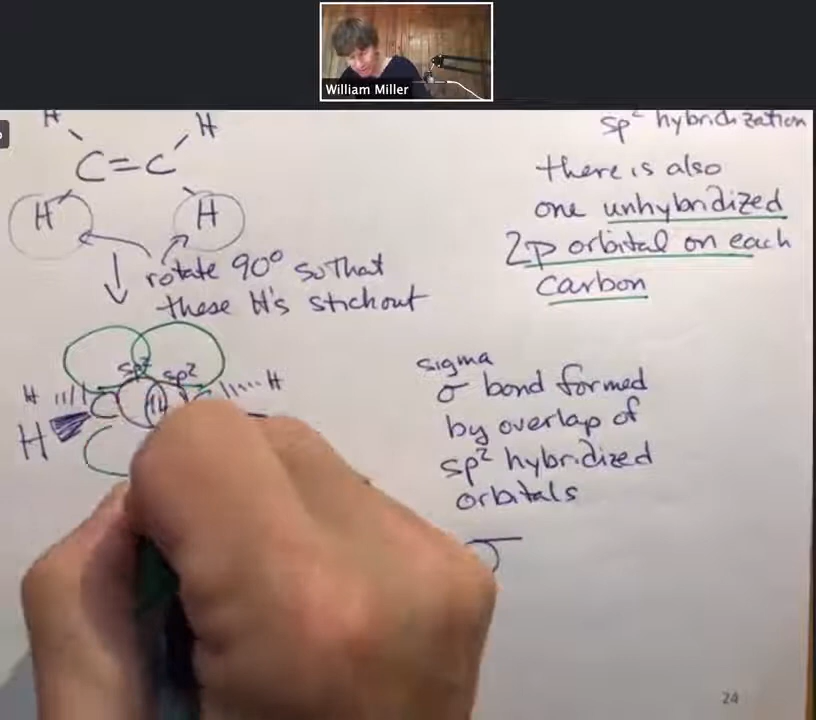 William Miller
H
H
sp² hybridization
C=C
there is also
H
H
one unhybridized
2p orbital on each
carbon
rotate 90° so that
these H's stick out
sp² sp²
H
H
C
H
sigma
σ bond formed
by overlap of
sp² hybridized
orbitals
24